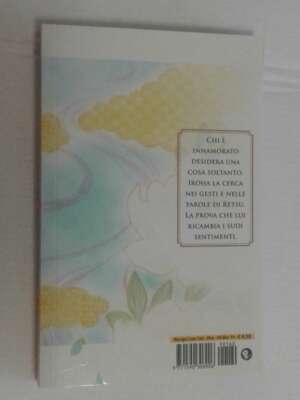 Chi è
innamorato
desidera una
cosa soltanto.
Iroha la cerca
nei gesti e nelle
parole di Retsu.
La prova che lui
ricambia i suoi
sentimenti.